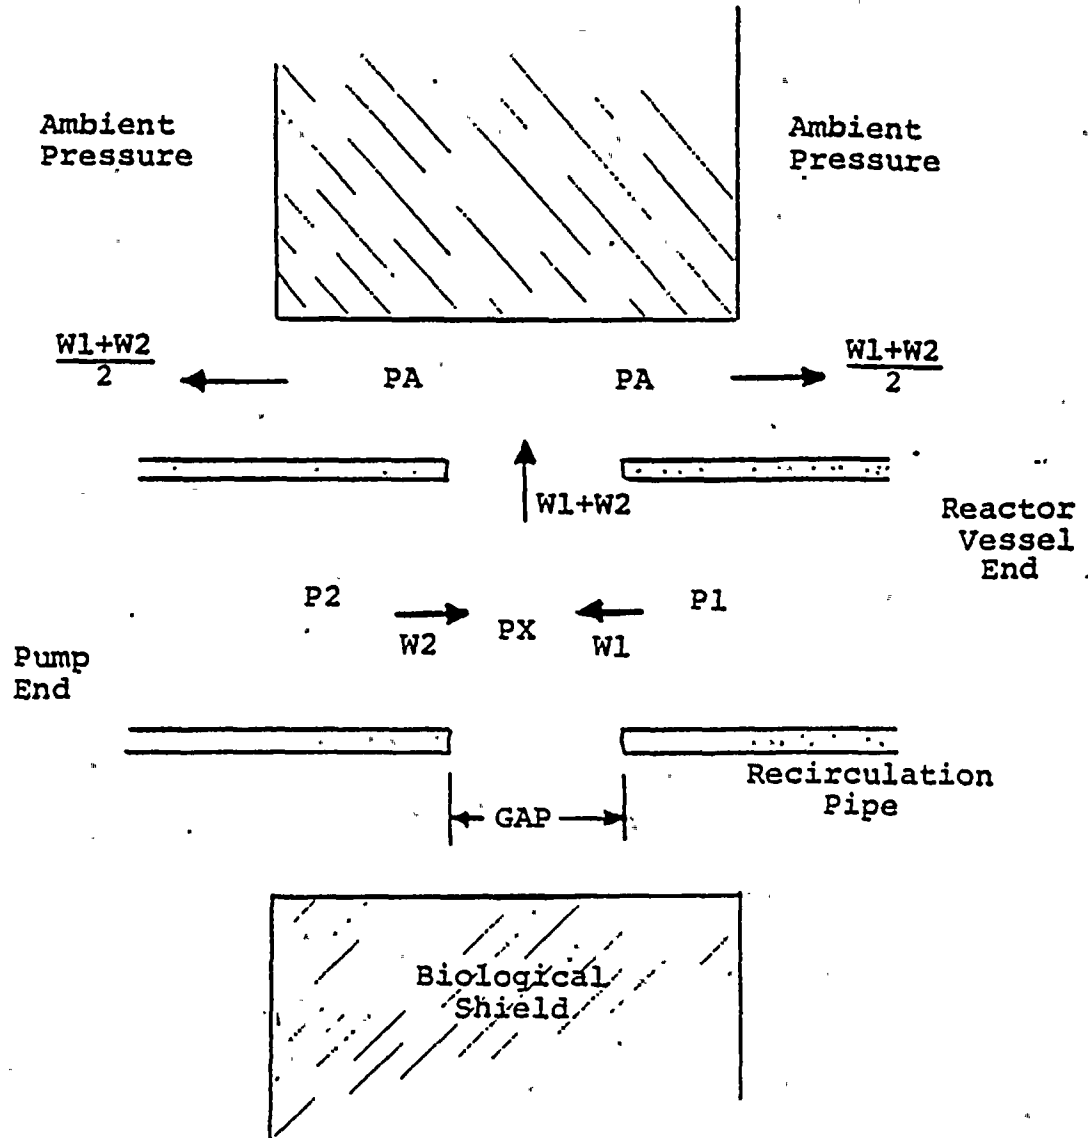 Ambient
Pressure
Ambient
Pressure
W1+W2
2
PA
PA
W1+W2
2
W1+W2
Reactor
Vessel
End
P2
W2
PX
W1
P1
Pump
End
Recirculation
Pipe
GAP
Biological
Shield